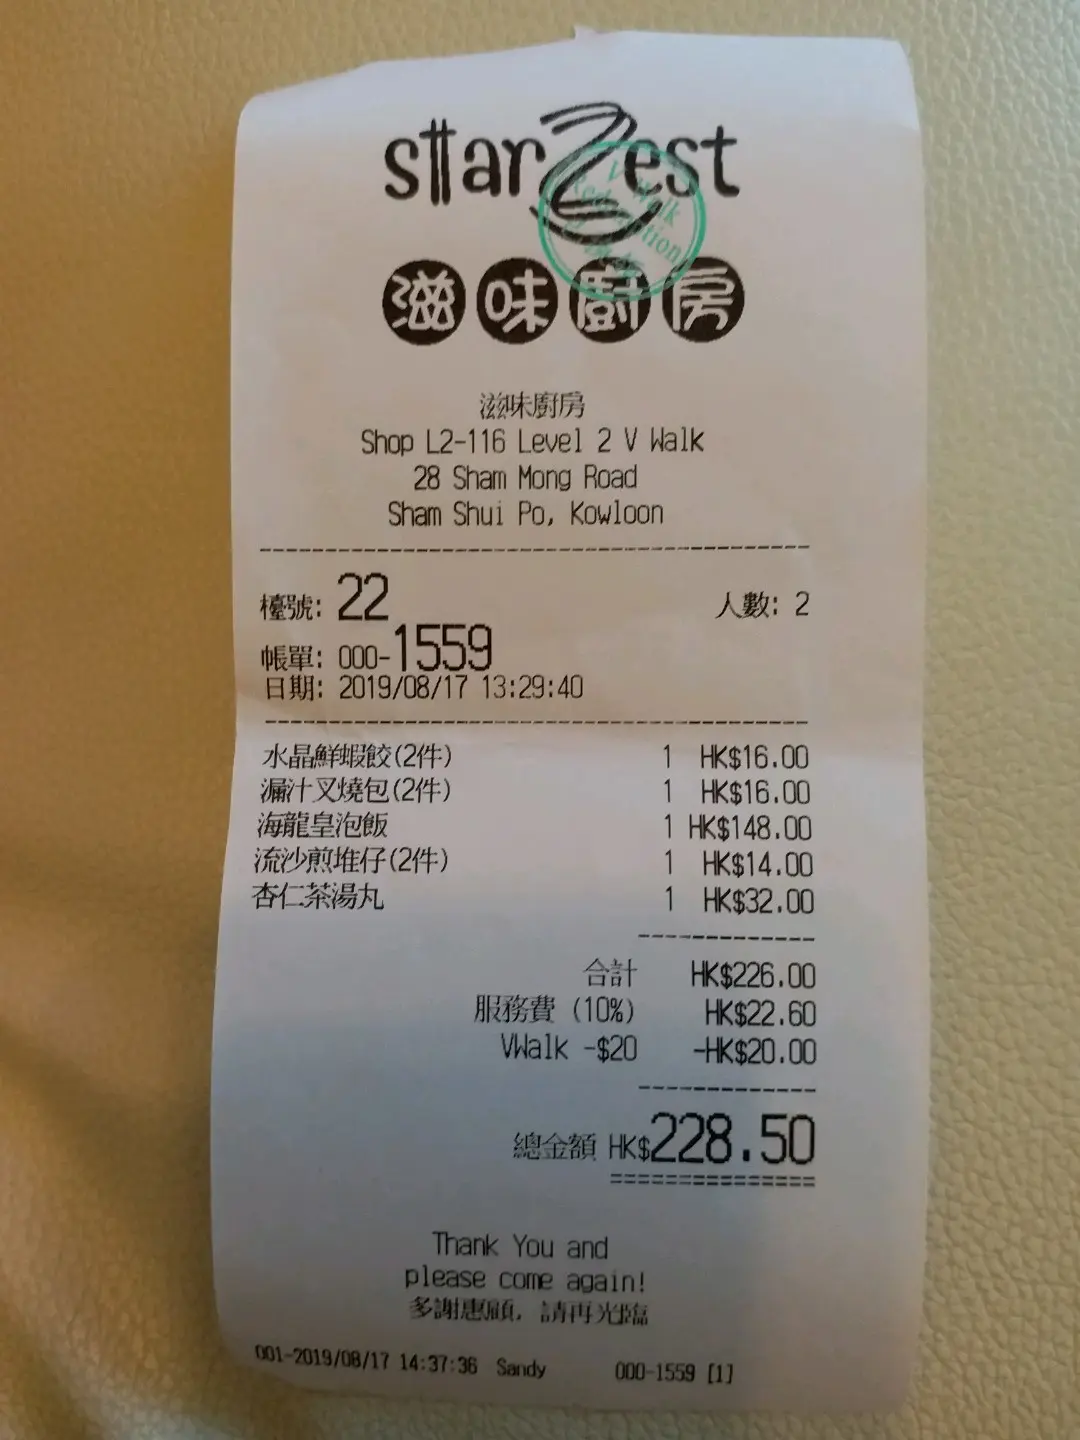 starZest
V Walk
Redemption
滋味廚房
滋味廚房
Shop L2-116 Level 2 V Walk
28 Sham Mong Road
Sham Shui Po, Kowloon
檯號: 22 人數: 2
帳單: 000-1559
日期: 2019/08/17 13:29:40
水晶鮮蝦餃(2件) 1 HK$16.00
漏汁叉燒包(2件) 1 HK$16.00
海龍皇泡飯 1 HK$148.00
流沙煎堆仔(2件) 1 HK$14.00
杏仁茶湯丸 1 HK$32.00
合計 HK$226.00
服務費 (10%) HK$22.60
VWalk -$20 -HK$20.00
總金額 HK$228.50
Thank You and
please come again!
多謝惠顧, 請再光臨
001-2019/08/17 14:37:36 Sandy 000-1559 [1]